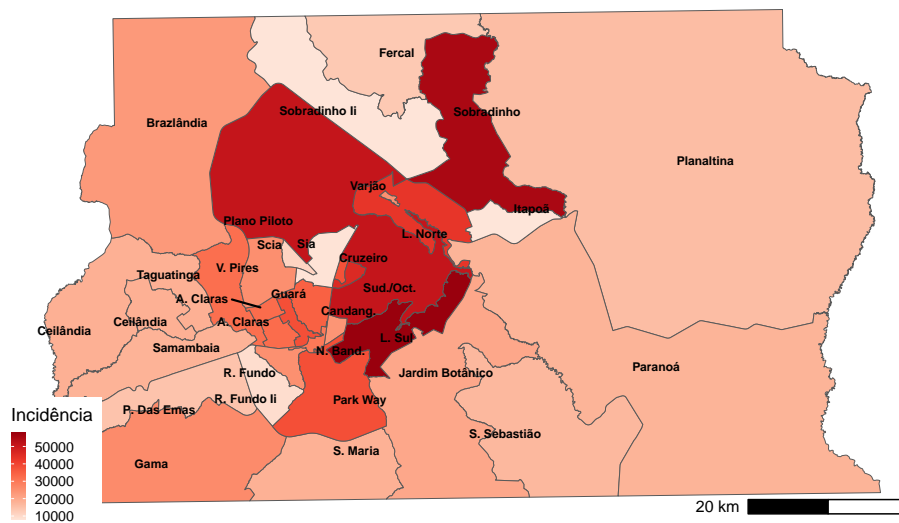 Fercal
Sobradinho Ii
Sobradinho
Brazlândia
Planaltina
Varjão
Itapoã
Plano Piloto
L. Norte
Scia
Sia
Cruzeiro
V. Pires
Taguatinga
Guará
Sud./Oct.
A. Claras
Candang.
Ceilândia
Ceilândia
A. Claras
L. Sul
Samambaia
N. Band.
R. Fundo
Jardim Botânico
Paranoá
R. Fundo Ii
Park Way
P. Das Emas
S. Sebastião
S. Maria
Gama
Incidência
50000
40000
30000
20000
10000
20 km